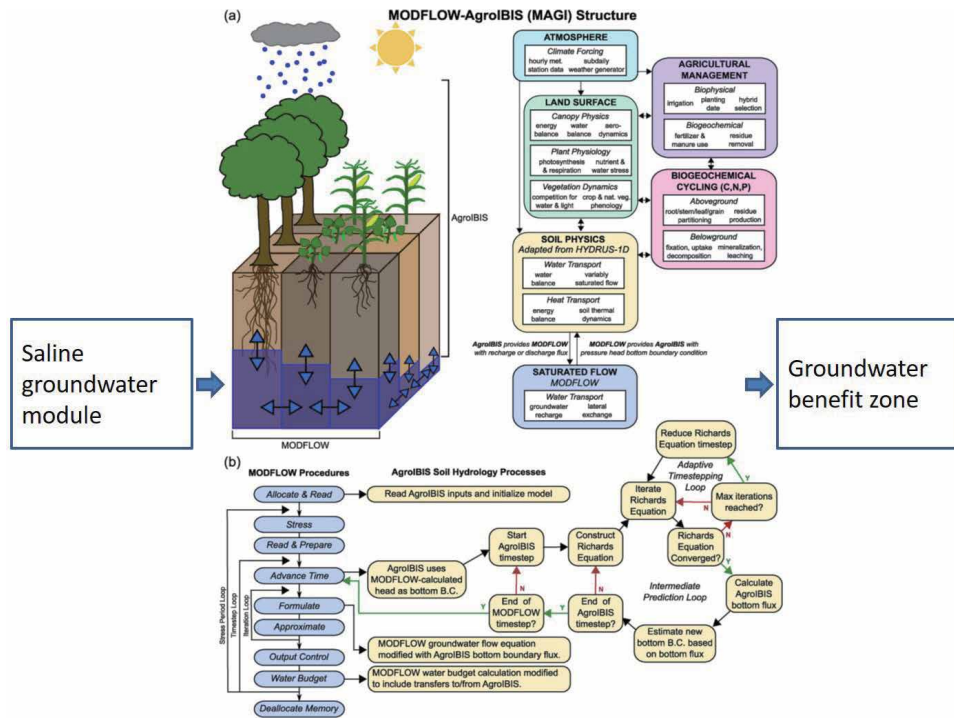 (a)
MODFLOW-AgroIBIS (MAGI) Structure
AgroIBIS
MODFLOW
Saline
groundwater
module
ATMOSPHERE
Climate Forcing
hourly met. subdaily
station data weather generator
AGRICULTURAL
MANAGEMENT
Biophysical
irrigation planting hybrid
date selection
Biogeochemical
fertilizer & residue
manure use removal
LAND SURFACE
Canopy Physics
energy water aero-
balance balance dynamics
Plant Physiology
photosynthesis nutrient &
& respiration water stress
Vegetation Dynamics
competition for crop & nat. veg.
water & light phenology
BIOGEOCHEMICAL
CYCLING (C,N,P)
Aboveground
root/stem/leaf/grain residue
partitioning production
Belowground
fixation, uptake mineralization,
decomposition leaching
SOIL PHYSICS
Adapted from HYDRUS-1D
Water Transport
water variably
balance saturated flow
Heat Transport
energy soil thermal
balance dynamics
AgroIBIS provides MODFLOW
with recharge or discharge flux
MODFLOW provides AgroIBIS with
pressure head bottom boundary condition
SATURATED FLOW
MODFLOW
Water Transport
groundwater lateral
recharge exchange
Groundwater
benefit zone
(b)
MODFLOW Procedures
AgroIBIS Soil Hydrology Processes
Allocate & Read
Stress
Read & Prepare
Advance Time
Formulate
Approximate
Output Control
Water Budget
Deallocate Memory
Stress Period Loop
Timestep Loop
Iteration Loop
Read AgroIBIS inputs and initialize model
AgroIBIS uses
MODFLOW-calculated
head as bottom B.C.
Start
AgroIBIS
timestep
Construct
Richards
Equation
Iterate
Richards
Equation
Reduce Richards
Equation timestep
Adaptive
Timestepping
Loop
Max iterations
reached?
Y
N
N
Richards
Equation
Converged?
Y
Calculate
AgroIBIS
bottom flux
Intermediate
Prediction Loop
Estimate new
bottom B.C. based
on bottom flux
End of
AgroIBIS
timestep?
N
Y
End of
MODFLOW
timestep?
N
Y
MODFLOW groundwater flow equation
modified with AgroIBIS bottom boundary flux.
MODFLOW water budget calculation modified
to include transfers to/from AgroIBIS.